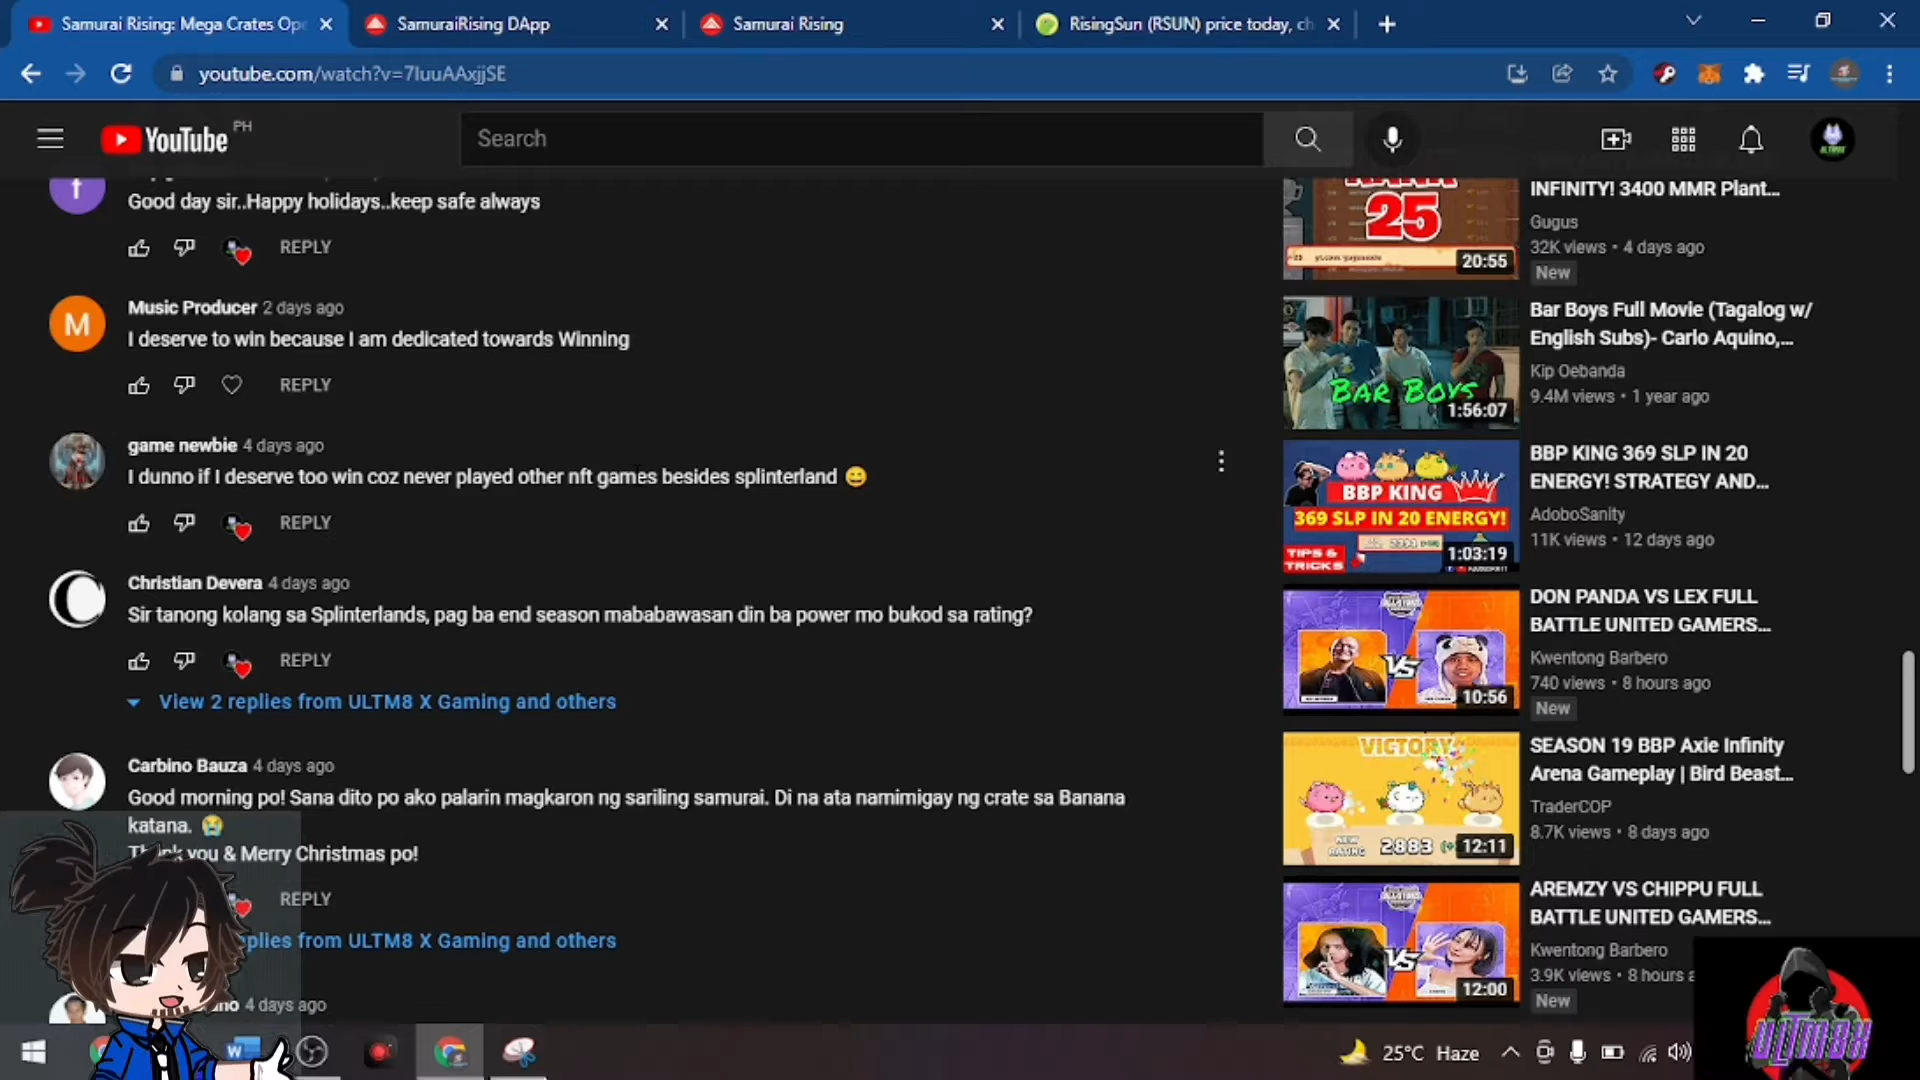 Samurai Rising: Mega Crates Ope
SamuraiRising DApp
Samurai Rising
RisingSun (RSUN) price today, ch
youtube.com/watch?v=7IuuAAxjjSE
YouTube PH
Search
Good day sir..Happy holidays..keep safe always
REPLY
Music Producer 2 days ago
I deserve to win because I am dedicated towards Winning
REPLY
game newbie 4 days ago
I dunno if I deserve too win coz never played other nft games besides splinterland 😄
REPLY
Christian Devera 4 days ago
Sir tanong kolang sa Splinterlands, pag ba end season mababawasan din ba power mo bukod sa rating?
REPLY
View 2 replies from ULTM8 X Gaming and others
Carbino Bauza 4 days ago
Good morning po! Sana dito po ako palarin magkaron ng sariling samurai. Di na ata namimigay ng crate sa Banana
katana. 😭
Thank you & Merry Christmas po!
REPLY
eplies from ULTM8 X Gaming and others
no 4 days ago
25
20:55
INFINITY! 3400 MMR Plant...
Gugus
32K views • 4 days ago
New
BAR BOYS
1:56:07
Bar Boys Full Movie (Tagalog w/
English Subs)- Carlo Aquino,...
Kip Oebanda
9.4M views • 1 year ago
BBP KING
369 SLP IN 20 ENERGY!
TIPS &
TRICKS
1:03:19
BBP KING 369 SLP IN 20
ENERGY! STRATEGY AND...
AdoboSanity
11K views • 12 days ago
VS
10:56
DON PANDA VS LEX FULL
BATTLE UNITED GAMERS...
Kwentong Barbero
740 views • 8 hours ago
New
VICTORY
NEW
RATING
2883
12:11
SEASON 19 BBP Axie Infinity
Arena Gameplay | Bird Beast...
TraderCOP
8.7K views • 8 days ago
VS
12:00
AREMZY VS CHIPPU FULL
BATTLE UNITED GAMERS...
Kwentong Barbero
3.9K views • 8 hours a
New
ULTM8X
25°C Haze